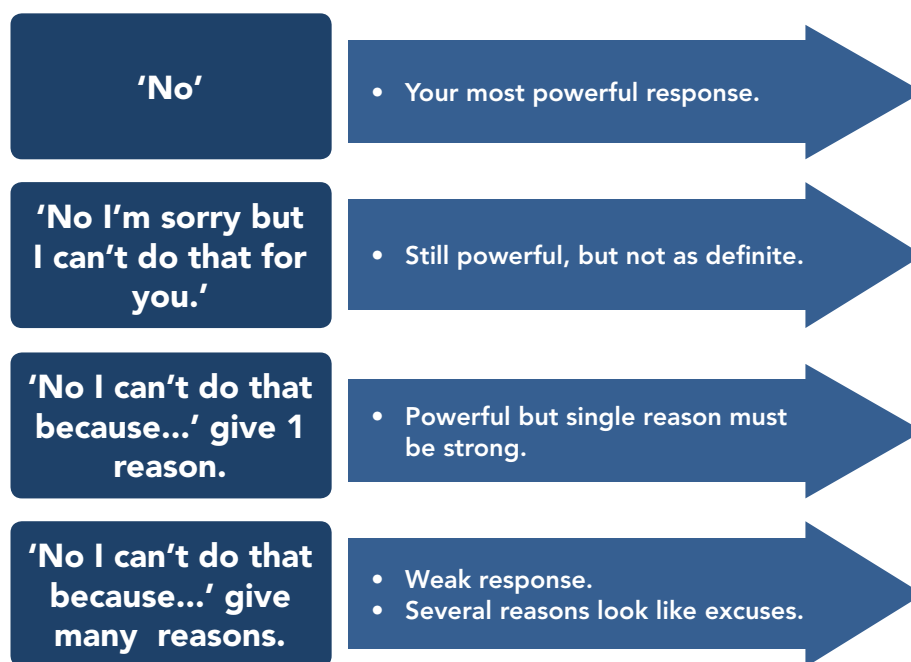 ‘No’
• Your most powerful response.
‘No I’m sorry but
I can’t do that for
you.’
• Still powerful, but not as definite.
‘No I can’t do that
because...’ give 1
reason.
• Powerful but single reason must
be strong.
‘No I can’t do that
because...’ give
many  reasons.
• Weak response.
• Several reasons look like excuses.